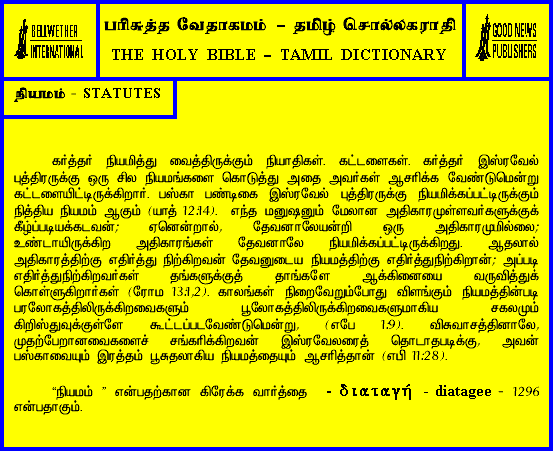 BELLWETHER
INTERNATIONAL
பரிசுத்த வேதாகமம் – தமிழ் சொல்லகராதி
THE HOLY BIBLE – TAMIL DICTIONARY
GOOD NEWS
PUBLISHERS
நியமம் - STATUTES
கர்த்தர் நியமித்து வைத்திருக்கும் நியாதிகள். கட்டளைகள். கர்த்தர் இஸ்ரவேல்
புத்திரருக்கு ஒரு சில நியமங்களை கொடுத்து அதை அவர்கள் ஆசரிக்க வேண்டுமென்று
கட்டளையிட்டிருக்கிறார். பஸ்கா பண்டிகை இஸ்ரவேல் புத்திரருக்கு நியமிக்கப்பட்டிருக்கும்
நித்திய நியமம் ஆகும் (யாத் 12:14). எந்த மனுஷனும் மேலான அதிகாரமுள்ளவர்களுக்குக்
கீழ்ப்படியக்கடவன்; ஏனென்றால், தேவனாலேயன்றி ஒரு அதிகாரமுமில்லை;
உண்டாயிருக்கிற அதிகாரங்கள் தேவனாலே நியமிக்கப்பட்டிருக்கிறது. ஆதலால்
அதிகாரத்திற்கு எதிர்த்து நிற்கிறவன் தேவனுடைய நியமத்திற்கு எதிர்த்துநிற்கிறான்; அப்படி
எதிர்த்துநிற்கிறவர்கள் தங்களுக்குத் தாங்களே ஆக்கினையை வருவித்துக்
கொள்ளுகிறார்கள் (ரோம 13:1,2). காலங்கள் நிறைவேறும்போது விளங்கும் நியமத்தின்படி
பரலோகத்திலிருக்கிறவைகளும் பூலோகத்திலிருக்கிறவைகளுமாகிய சகலமும்
கிறிஸ்துவுக்குள்ளே கூட்டப்படவேண்டுமென்று, (எபே 1:9). விசுவாசத்தினாலே,
முதற்பேறானவைகளைச் சங்கரிக்கிறவன் இஸ்ரவேலரைத் தொடாதபடிக்கு, அவன்
பஸ்காவையும் இரத்தம் பூசுதலாகிய நியமத்தையும் ஆசரித்தான் (எபி 11:28).
“நியமம் ” என்பதற்கான கிரேக்க வார்த்தை - διαταγή - diatagee - 1296
என்பதாகும்.